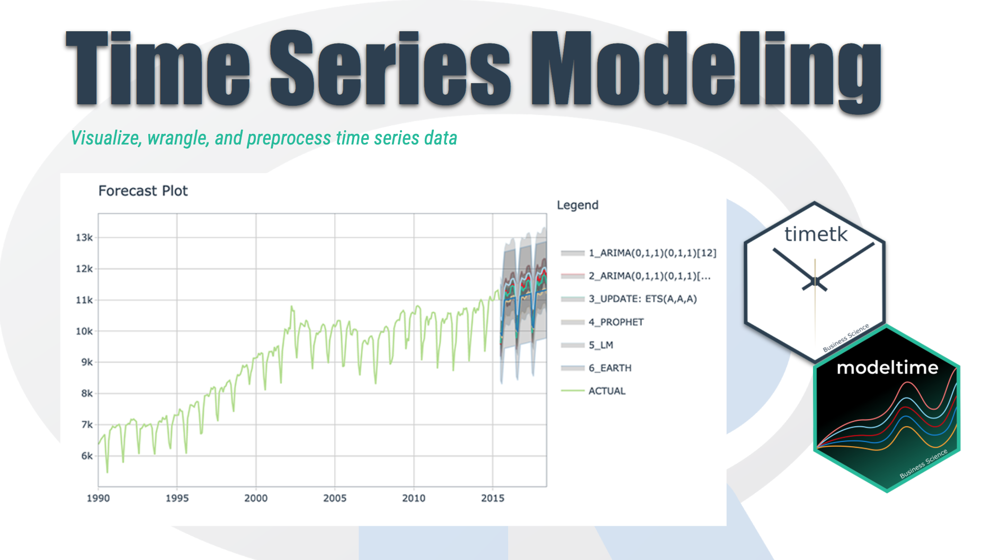 Time Series Modeling
Visualize, wrangle, and preprocess time series data
Forecast Plot
Legend
13k
12k
11k
10k
9k
8k
7k
6k
1990 1995 2000 2005 2010 2015
1_ARIMA(0,1,1)(0,1,1)[12]
2_ARIMA(0,1,1)(0,1,1)[...
3_UPDATE: ETS(A,A,A)
4_PROPHET
5_LM
6_EARTH
ACTUAL
timetk
Business Science
modeltime
Business Science